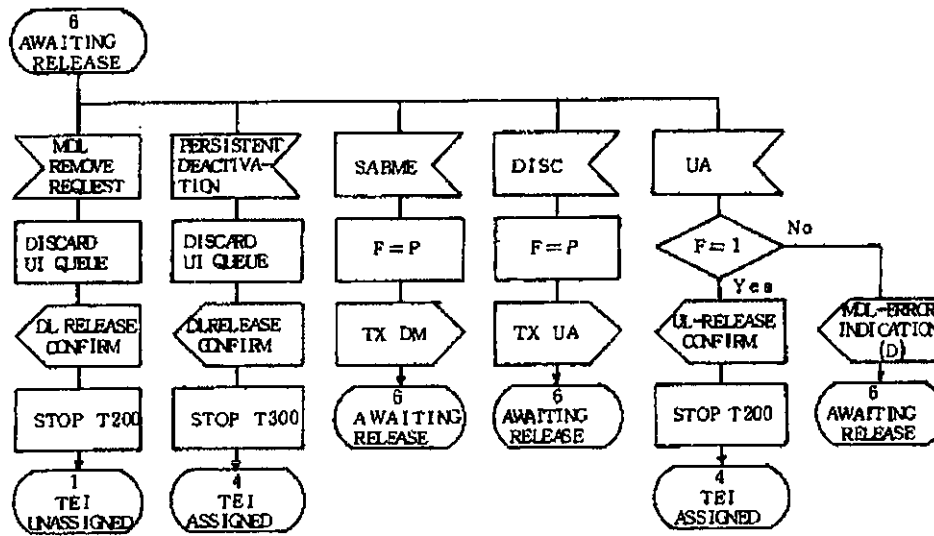 6
AWAITING
RELEASE
MDL
REMOVE
REQUEST
PERSISTENT
DEACTIVA-
TION
SABME
DISC
UA
DISCARD
UI QUEUE
DISCARD
UI QUEUE
F=P
F=P
F=1
No
Yes
DL RELEASE
CONFIRM
DLRELEASE
CONFIRM
TX DM
TX UA
UL-RELEASE
CONFIRM
MDL-ERROR
INDICATION
(D)
STOP T200
STOP T300
6
AWAITING
RELEASE
6
AWAITING
RELEASE
STOP T200
6
AWAITING
RELEASE
1
TEI
UNASSIGNED
4
TEI
ASSIGNED
4
TEI
ASSIGNED